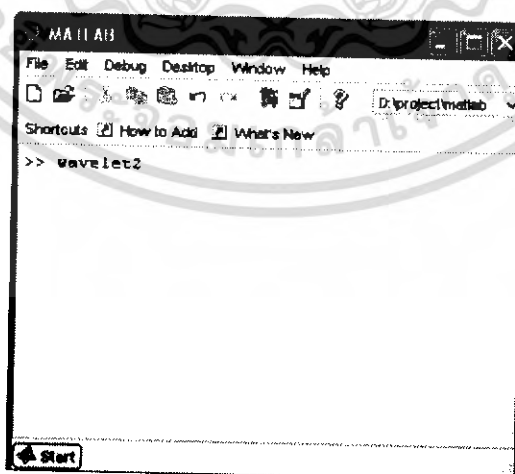 MATLAB
File Edit Debug Desktop Window Help
D:\project\matlab
Shortcuts How to Add What's New
>> wavelet2
Start